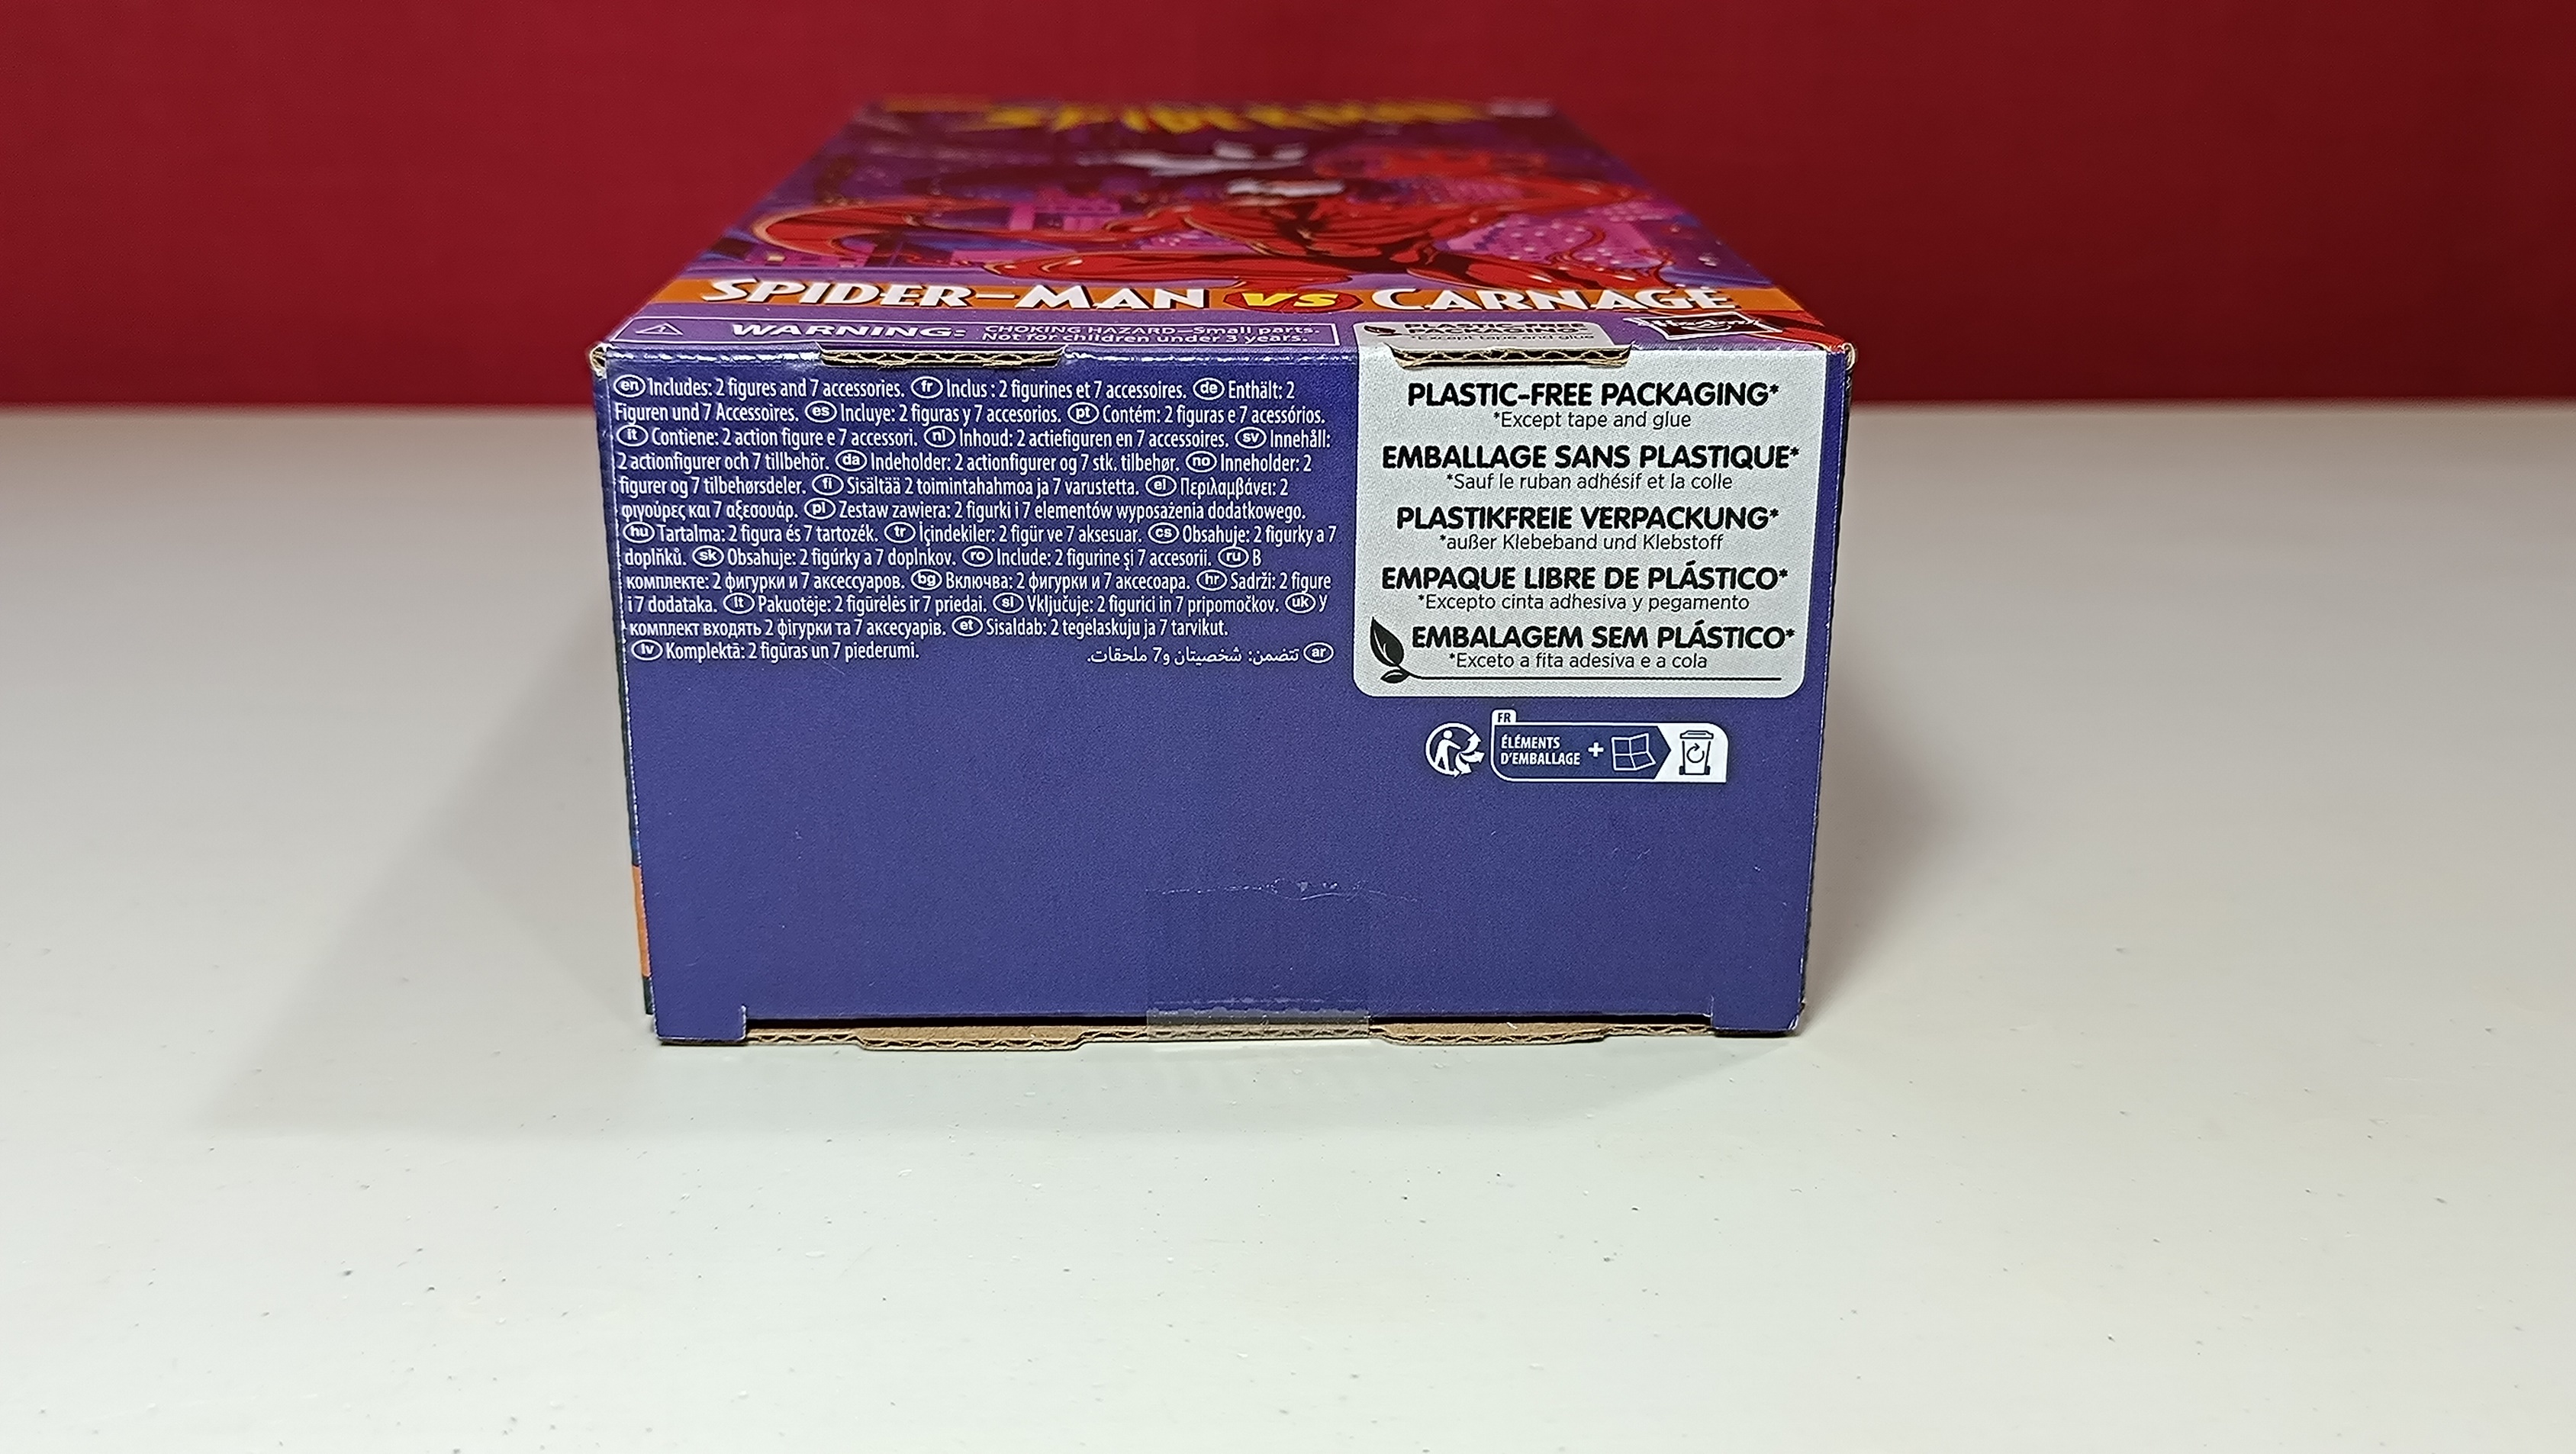 SPIDER-MAN
SPIDER-MAN VS CARNAGE
WARNING: CHOKING HAZARD—Small parts.
Not for children under 3 years.
PLASTIC-FREE
PACKAGING*
*Except tape and glue
Hasbro
en Includes: 2 figures and 7 accessories. fr Inclus : 2 figurines et 7 accessoires. de Enthält: 2
Figuren und 7 Accessoires. es Incluye: 2 figuras y 7 accesorios. pt Contém: 2 figuras e 7 acessórios.
it Contiene: 2 action figure e 7 accessori. nl Inhoud: 2 actiefiguren en 7 accessoires. sv Innehåll:
2 actionfigurer och 7 tillbehör. da Indeholder: 2 actionfigurer og 7 stk. tilbehør. no Inneholder: 2
figurer og 7 tilbehørsdeler. fi Sisältää 2 toimintahahmoa ja 7 varustetta. el Περιλαμβάνει: 2
φιγούρες και 7 αξεσουάρ. pl Zestaw zawiera: 2 figurki i 7 elementów wyposażenia dodatkowego.
hu Tartalma: 2 figura és 7 tartozék. tr İçindekiler: 2 figür ve 7 aksesuar. cs Obsahuje: 2 figurky a 7
doplňků. sk Obsahuje: 2 figúrky a 7 doplnkov. ro Include: 2 figurine și 7 accesorii. ru В
комплекте: 2 фигурки и 7 аксессуаров. bg Включва: 2 фигурки и 7 аксесоара. hr Sadrži: 2 figure
i 7 dodataka. lt Pakuotėje: 2 figūrėlės ir 7 priedai. sl Vključuje: 2 figurici in 7 pripomočkov. uk У
комплект входять 2 фігурки та 7 аксесуарів. et Sisaldab: 2 tegelaskuju ja 7 tarvikut.
lv Komplektā: 2 figūras un 7 piederumi.
ar تتضمن: شخصيتان و7 ملحقات.
PLASTIC-FREE PACKAGING*
*Except tape and glue
EMBALLAGE SANS PLASTIQUE*
*Sauf le ruban adhésif et la colle
PLASTIKFREIE VERPACKUNG*
*außer Klebeband und Klebstoff
EMPAQUE LIBRE DE PLÁSTICO*
*Excepto cinta adhesiva y pegamento
EMBALAGEM SEM PLÁSTICO*
*Exceto a fita adesiva e a cola
FR
ÉLÉMENTS
D'EMBALLAGE +